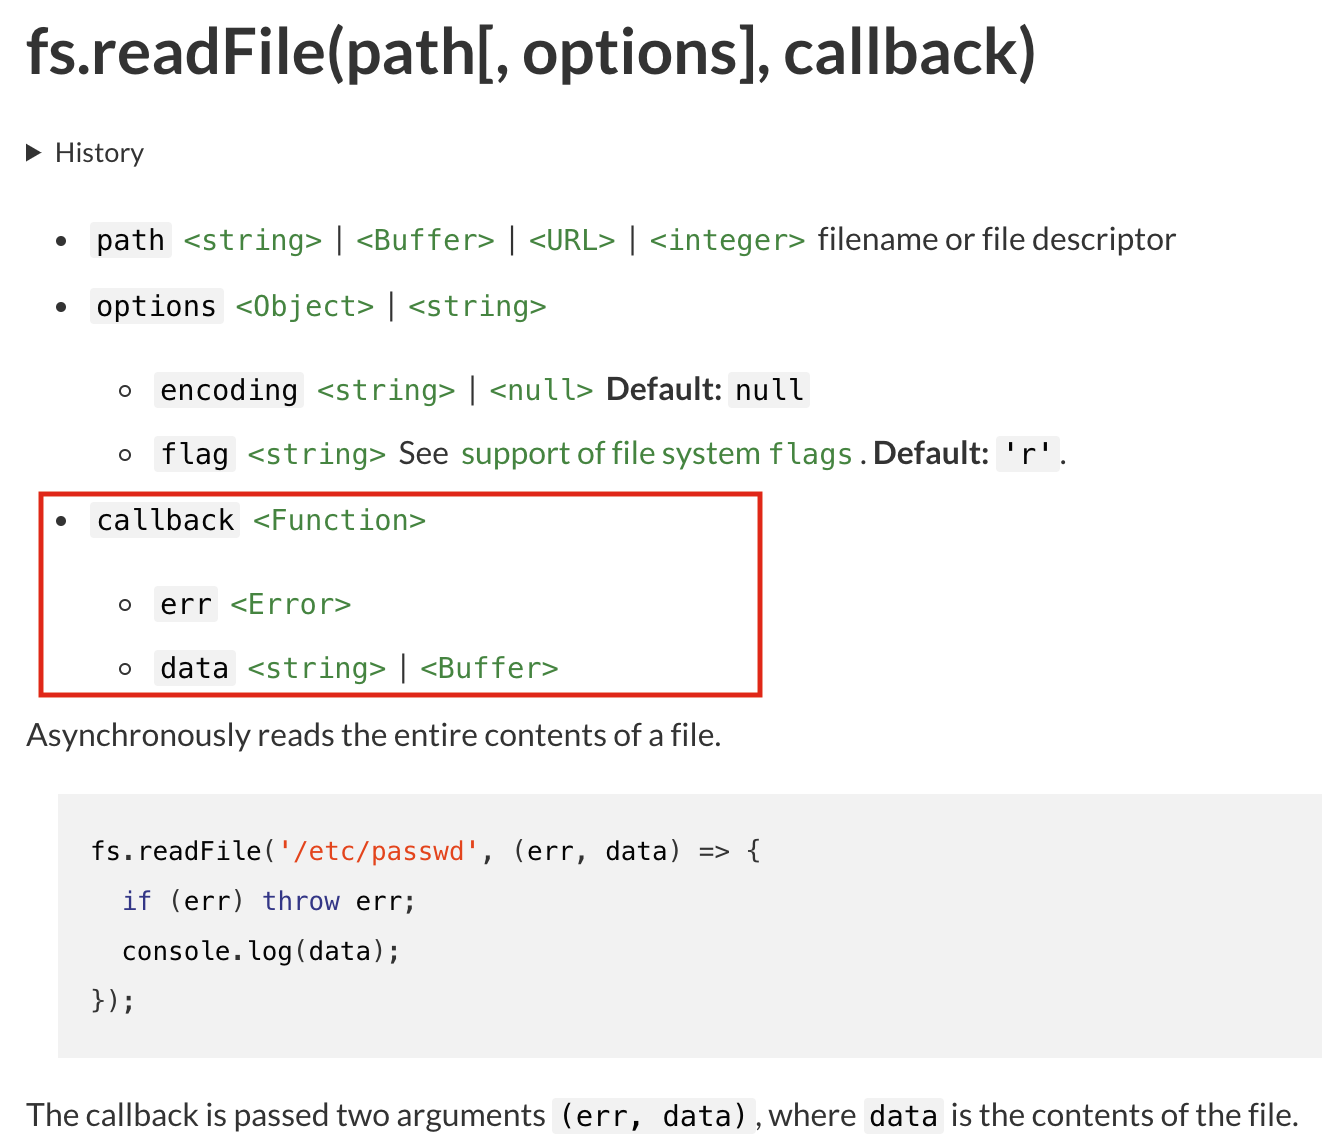 fs.readFile(path[, options], callback)
▶ History
• path <string> | <Buffer> | <URL> | <integer> filename or file descriptor
• options <Object> | <string>
◦ encoding <string> | <null> Default: null
◦ flag <string> See support of file system flags . Default: 'r'.
• callback <Function>
◦ err <Error>
◦ data <string> | <Buffer>
Asynchronously reads the entire contents of a file.
fs.readFile('/etc/passwd', (err, data) => {
  if (err) throw err;
  console.log(data);
});
The callback is passed two arguments (err, data), where data is the contents of the file.